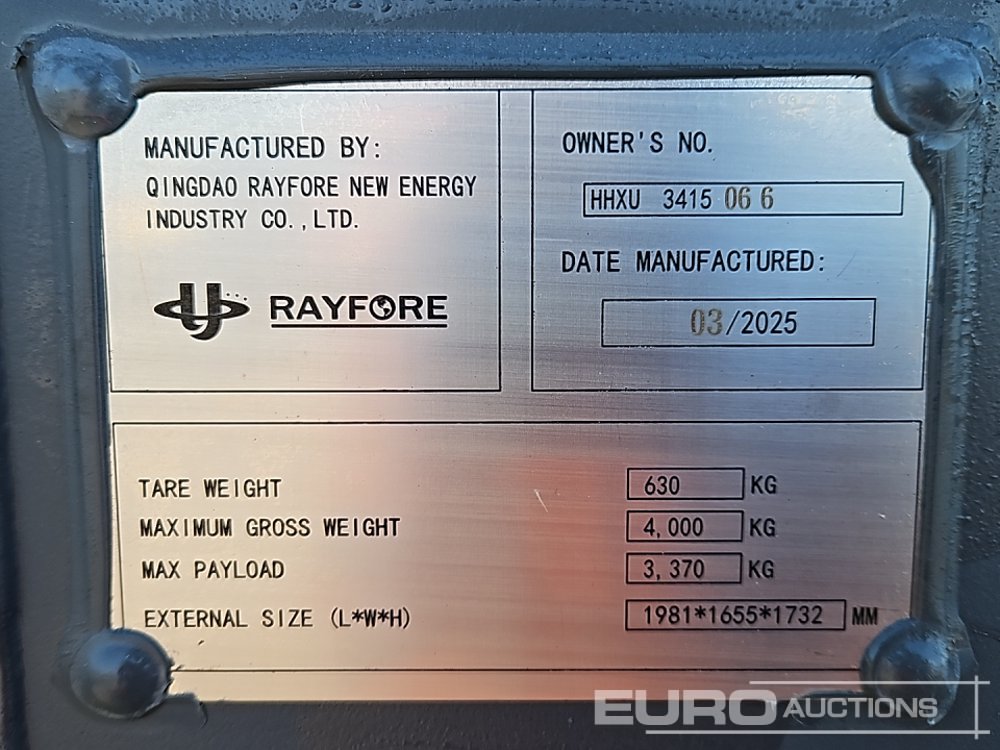 MANUFACTURED BY:
QINGDAO RAYFORE NEW ENERGY
INDUSTRY CO.,LTD.
RAYFORE
OWNER'S NO.
HHXU 3415 06 6
DATE MANUFACTURED:
03/2025
TARE WEIGHT 630 KG
MAXIMUM GROSS WEIGHT 4,000 KG
MAX PAYLOAD 3,370 KG
EXTERNAL SIZE (L*W*H) 1981*1655*1732 MM
EURO AUCTIONS